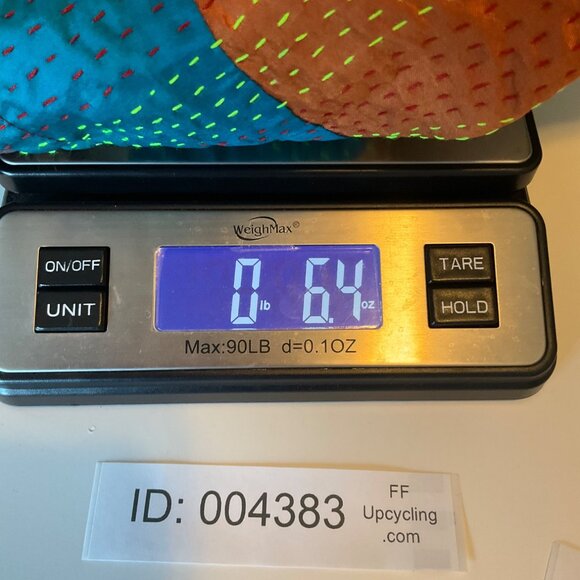 WeighMax®
ON/OFF
UNIT
0 lb 6.4 oz
TARE
HOLD
Max:90LB d=0.1OZ
ID: 004383
FF
Upcycling
.com